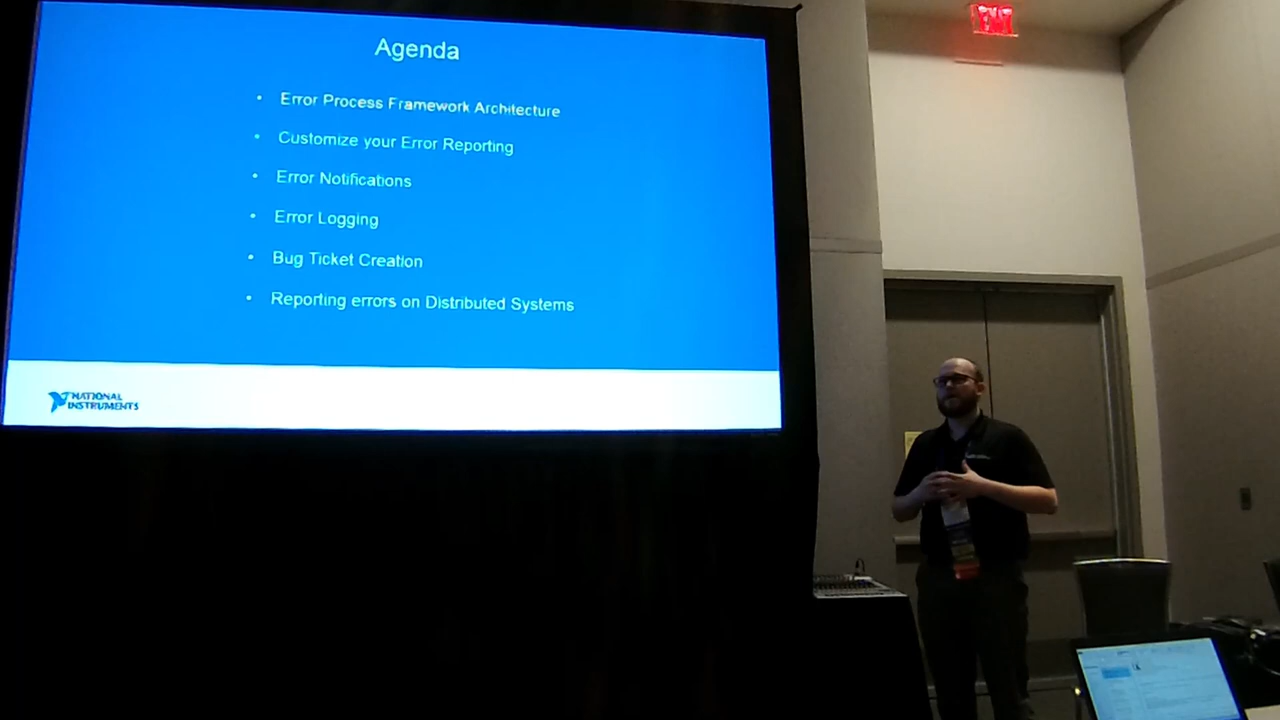 EXIT
Agenda
• Error Process Framework Architecture
• Customize your Error Reporting
• Error Notifications
• Error Logging
• Bug Ticket Creation
• Reporting errors on Distributed Systems
NATIONAL
INSTRUMENTS